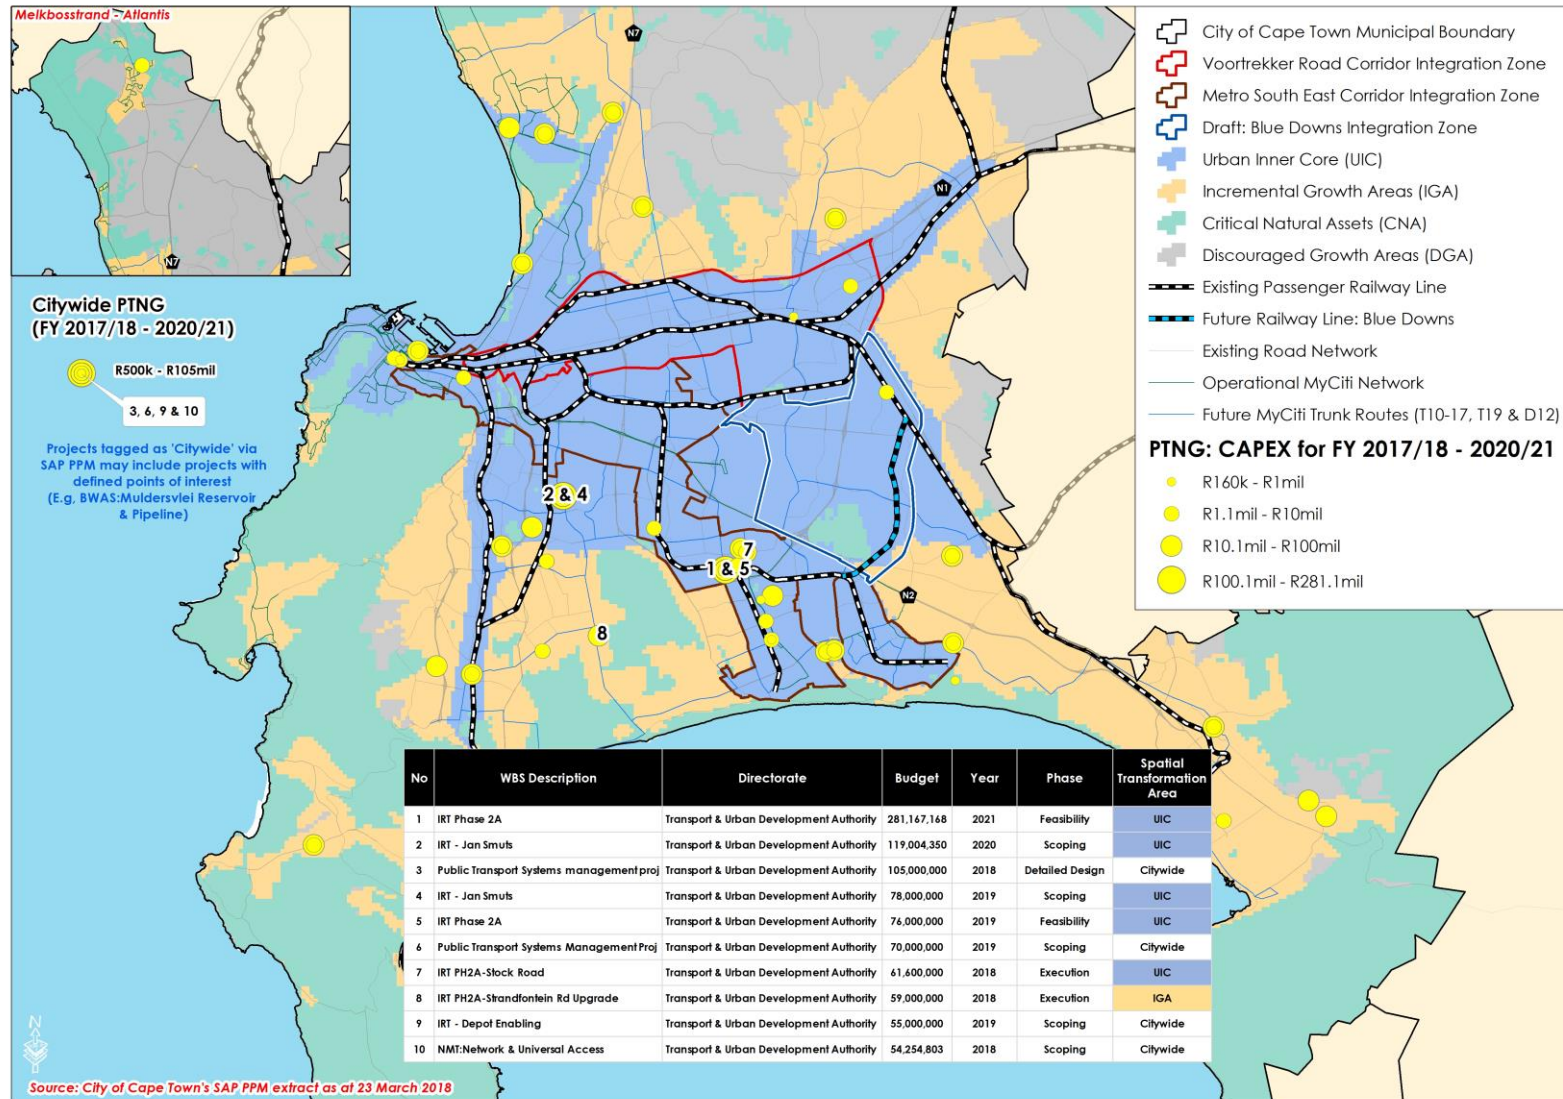 Melkbosstrand - Atlantis
N7
N7
N1
N2
Citywide PTNG
(FY 2017/18 - 2020/21)
R500k - R105mil
3, 6, 9 & 10
Projects tagged as 'Citywide' via
SAP PPM may include projects with
defined points of interest
(E.g, BWAS:Muldersvlei Reservoir
& Pipeline)
2 & 4
7
1 & 5
8
City of Cape Town Municipal Boundary
Voortrekker Road Corridor Integration Zone
Metro South East Corridor Integration Zone
Draft: Blue Downs Integration Zone
Urban Inner Core (UIC)
Incremental Growth Areas (IGA)
Critical Natural Assets (CNA)
Discouraged Growth Areas (DGA)
Existing Passenger Railway Line
Future Railway Line: Blue Downs
Existing Road Network
Operational MyCiti Network
Future MyCiti Trunk Routes (T10-17, T19 & D12)
PTNG: CAPEX for FY 2017/18 - 2020/21
R160k - R1mil
R1.1mil - R10mil
R10.1mil - R100mil
R100.1mil - R281.1mil
No WBS Description Directorate Budget Year Phase Spatial Transformation Area
1 IRT Phase 2A Transport & Urban Development Authority 281,167,168 2021 Feasibility UIC
2 IRT - Jan Smuts Transport & Urban Development Authority 119,004,350 2020 Scoping UIC
3 Public Transport Systems management proj Transport & Urban Development Authority 105,000,000 2018 Detailed Design Citywide
4 IRT - Jan Smuts Transport & Urban Development Authority 78,000,000 2019 Scoping UIC
5 IRT Phase 2A Transport & Urban Development Authority 76,000,000 2019 Feasibility UIC
6 Public Transport Systems Management Proj Transport & Urban Development Authority 70,000,000 2019 Scoping Citywide
7 IRT PH2A-Stock Road Transport & Urban Development Authority 61,600,000 2018 Execution UIC
8 IRT PH2A-Strandfontein Rd Upgrade Transport & Urban Development Authority 59,000,000 2018 Execution IGA
9 IRT - Depot Enabling Transport & Urban Development Authority 55,000,000 2019 Scoping Citywide
10 NMT:Network & Universal Access Transport & Urban Development Authority 54,254,803 2018 Scoping Citywide
N
Source: City of Cape Town's SAP PPM extract as at 23 March 2018